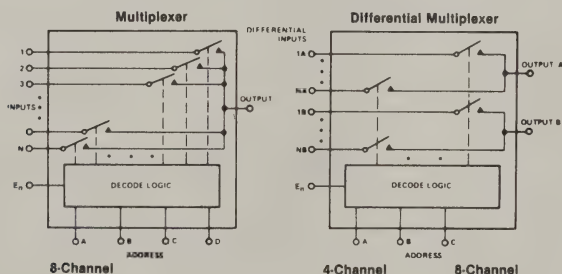 Multiplexer
1
2
3
INPUTS
N
En
OUTPUT
DECODE LOGIC
A
B
C
D
ADDRESS
8-Channel
Differential Multiplexer
DIFFERENTIAL
INPUTS
1A
1B
NB
En
OUTPUT A
OUTPUT B
DECODE LOGIC
A
B
C
ADDRESS
4-Channel
8-Channel